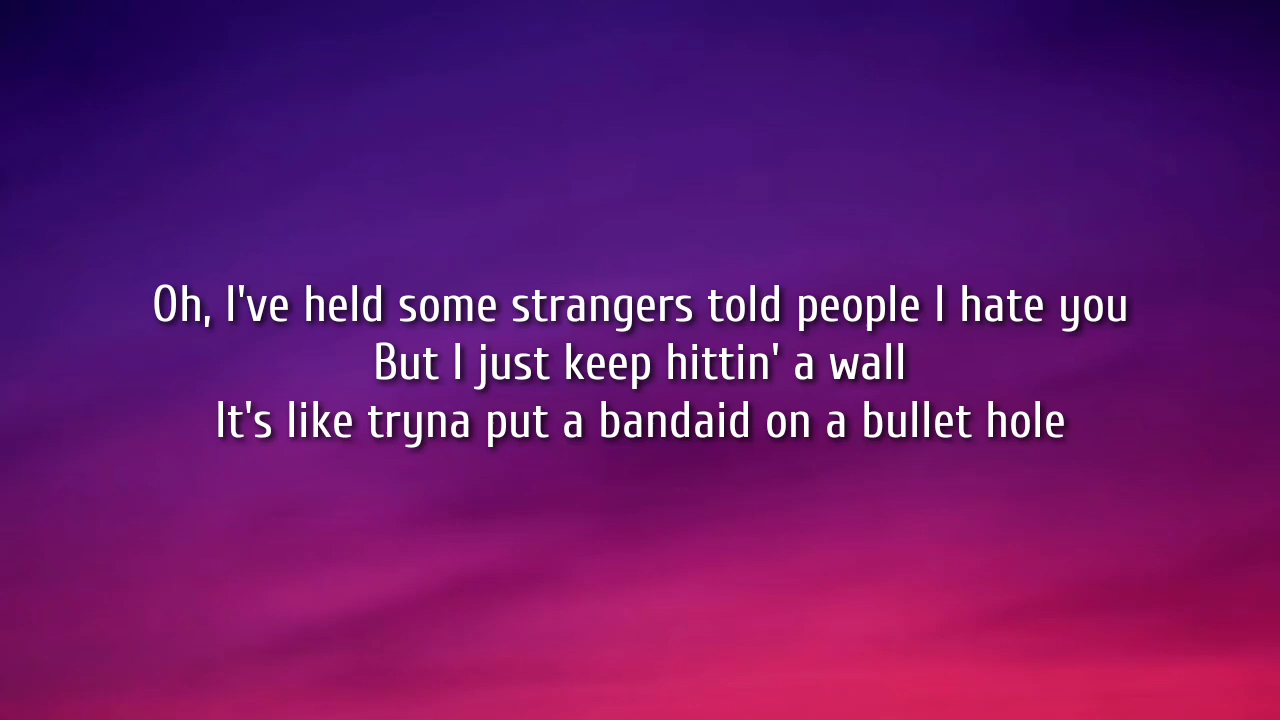 Oh, I've held some strangers told people I hate you
But I just keep hittin' a wall
It's like tryna put a bandaid on a bullet hole